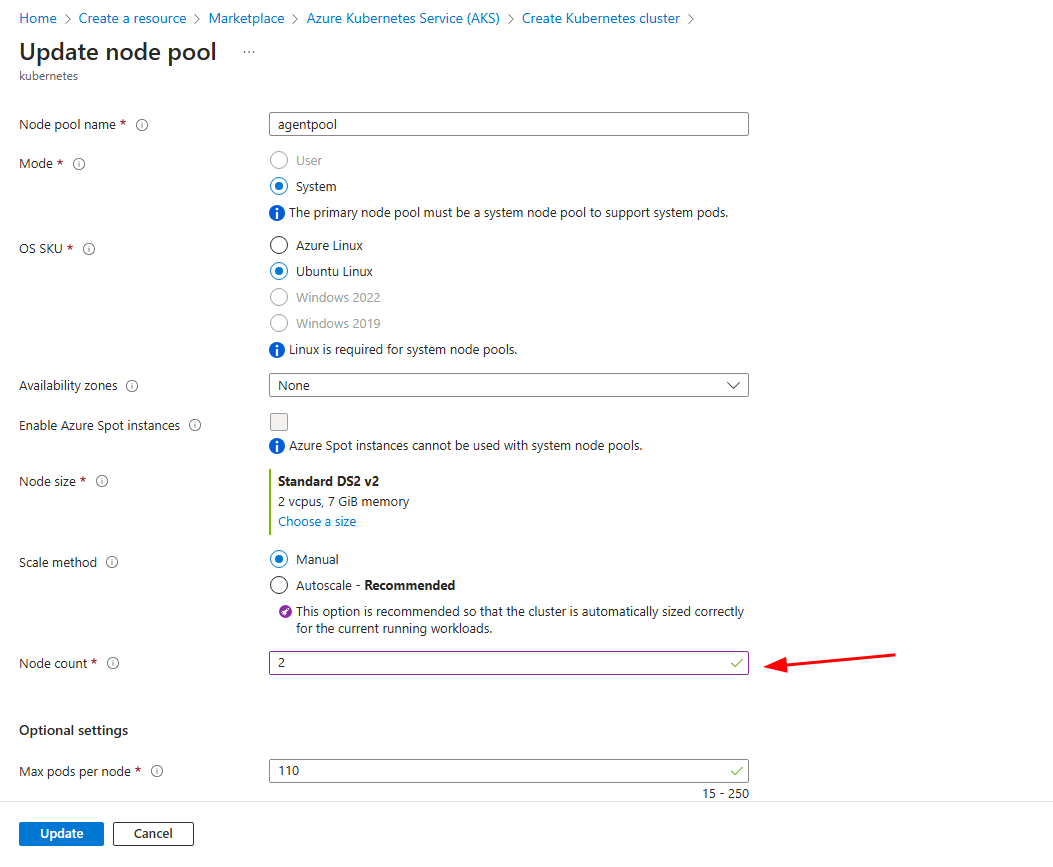 Home > Create a resource > Marketplace > Azure Kubernetes Service (AKS) > Create Kubernetes cluster >
Update node pool ...
kubernetes
Node pool name * agentpool
Mode * User
System
The primary node pool must be a system node pool to support system pods.
OS SKU * Azure Linux
Ubuntu Linux
Windows 2022
Windows 2019
Linux is required for system node pools.
Availability zones None
Enable Azure Spot instances
Azure Spot instances cannot be used with system node pools.
Node size * Standard DS2 v2
2 vcpus, 7 GiB memory
Choose a size
Scale method Manual
Autoscale - Recommended
This option is recommended so that the cluster is automatically sized correctly
for the current running workloads.
Node count * 2
Optional settings
Max pods per node * 110
15 - 250
Update Cancel